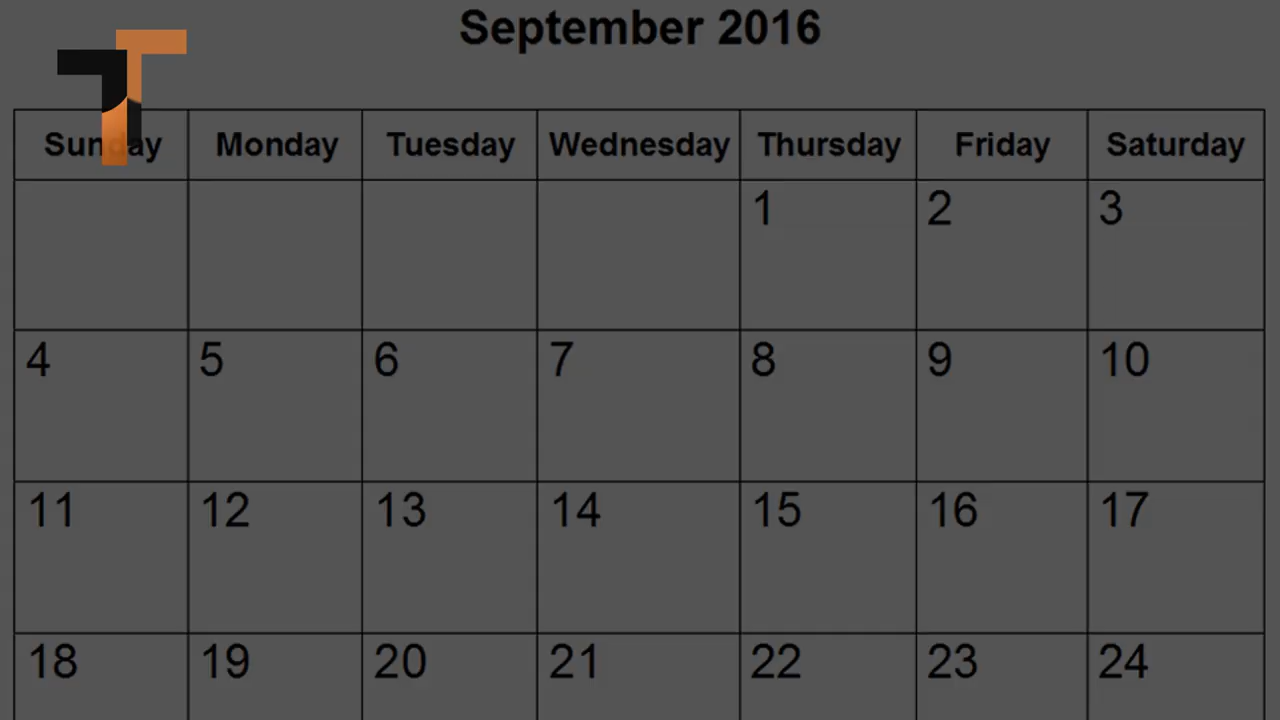 September 2016
Sunday Monday Tuesday Wednesday Thursday Friday Saturday
1 2 3
4 5 6 7 8 9 10
11 12 13 14 15 16 17
18 19 20 21 22 23 24